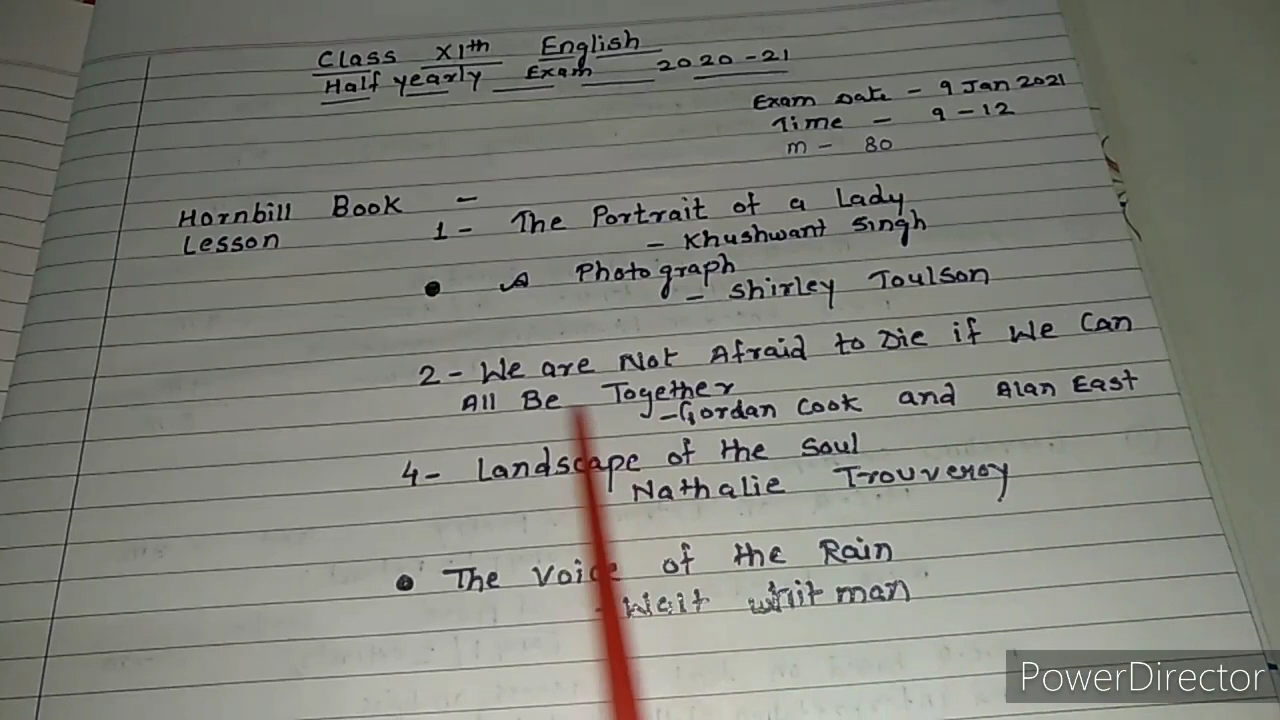 Class XIth English
Half yearly Exam 2020-21
Exam Date - 9 Jan 2021
Time - 9-12
m - 80
Hornbill Book -
Lesson 1- The Portrait of a Lady
- Khushwant Singh
• A Photograph
- Shirley Toulson
2- We are Not Afraid to Die if We Can
All Be Together
- Gordan Cook and Alan East
4- Landscape of the Soul
Nathalie Trouveroy
• The Voice of the Rain
- Walt Whitman
PowerDirector